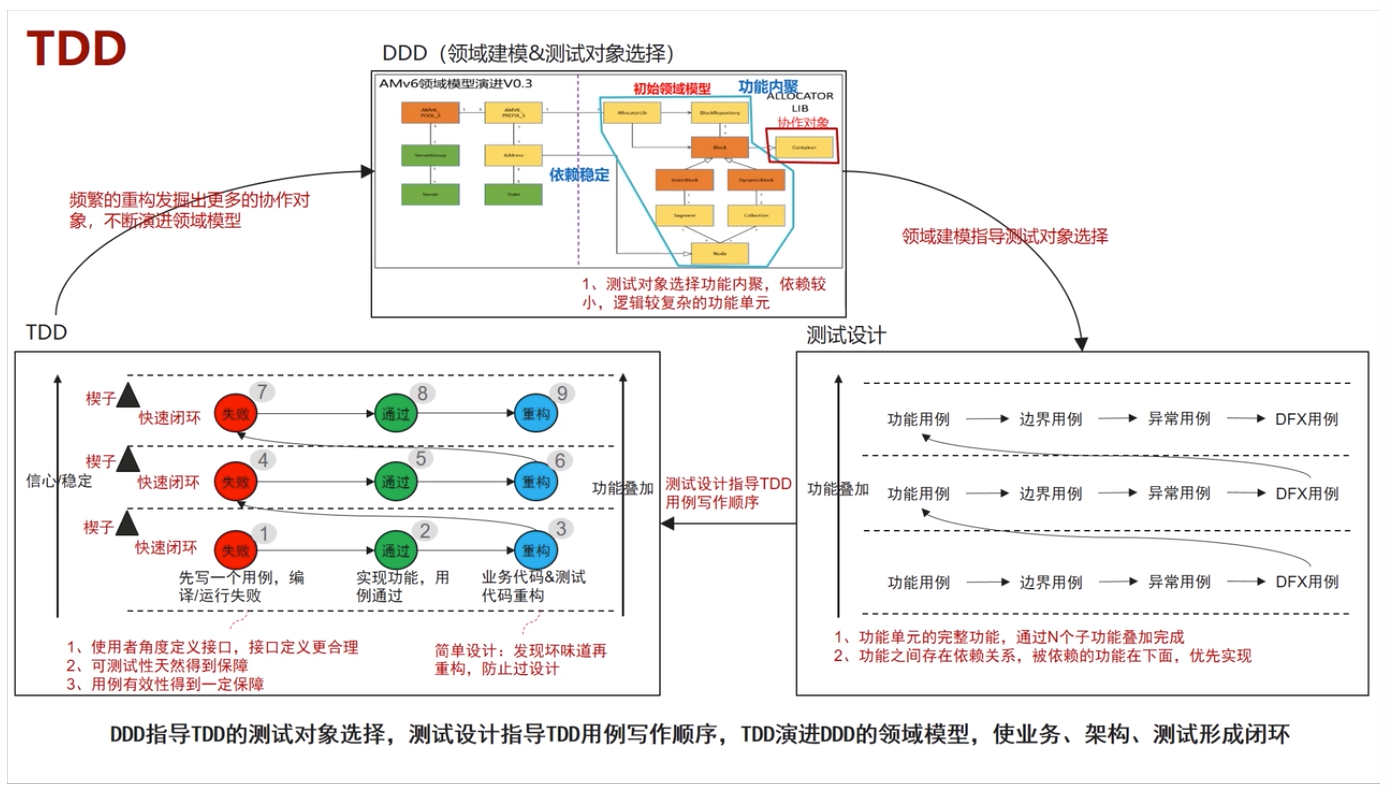 TDD
DDD（领域建模&测试对象选择）
AMv6领域模型演进V0.3
初始领域模型
功能内聚
ALLOCATOR
LIB
协作对象
AMV6_
POOL_S
AMV6_
PREFIX_S
AllocatorLib
BlockRepository
ServerGroup
Address
Block
Container
依赖稳定
StaticBlock
DynamicBlock
Server
State
Segment
Collection
Node
1、测试对象选择功能内聚，依赖较
小，逻辑较复杂的功能单元
频繁的重构发掘出更多的协作对
象，不断演进领域模型
领域建模指导测试对象选择
TDD
信心/稳定
楔子
快速闭环
失败
7
通过
8
重构
9
楔子
快速闭环
失败
4
通过
5
重构
6
楔子
快速闭环
失败
1
通过
2
重构
3
功能叠加
先写一个用例，编
译/运行失败
实现功能，用
例通过
业务代码&测试
代码重构
1、使用者角度定义接口，接口定义更合理
2、可测试性天然得到保障
3、用例有效性得到一定保障
简单设计：发现坏味道再
重构，防止过设计
测试设计指导TDD
用例写作顺序
测试设计
功能叠加
功能用例
边界用例
异常用例
DFX用例
功能用例
边界用例
异常用例
DFX用例
功能用例
边界用例
异常用例
DFX用例
1、功能单元的完整功能，通过N个子功能叠加完成
2、功能之间存在依赖关系，被依赖的功能在下面，优先实现
DDD指导TDD的测试对象选择，测试设计指导TDD用例写作顺序，TDD演进DDD的领域模型，使业务、架构、测试形成闭环